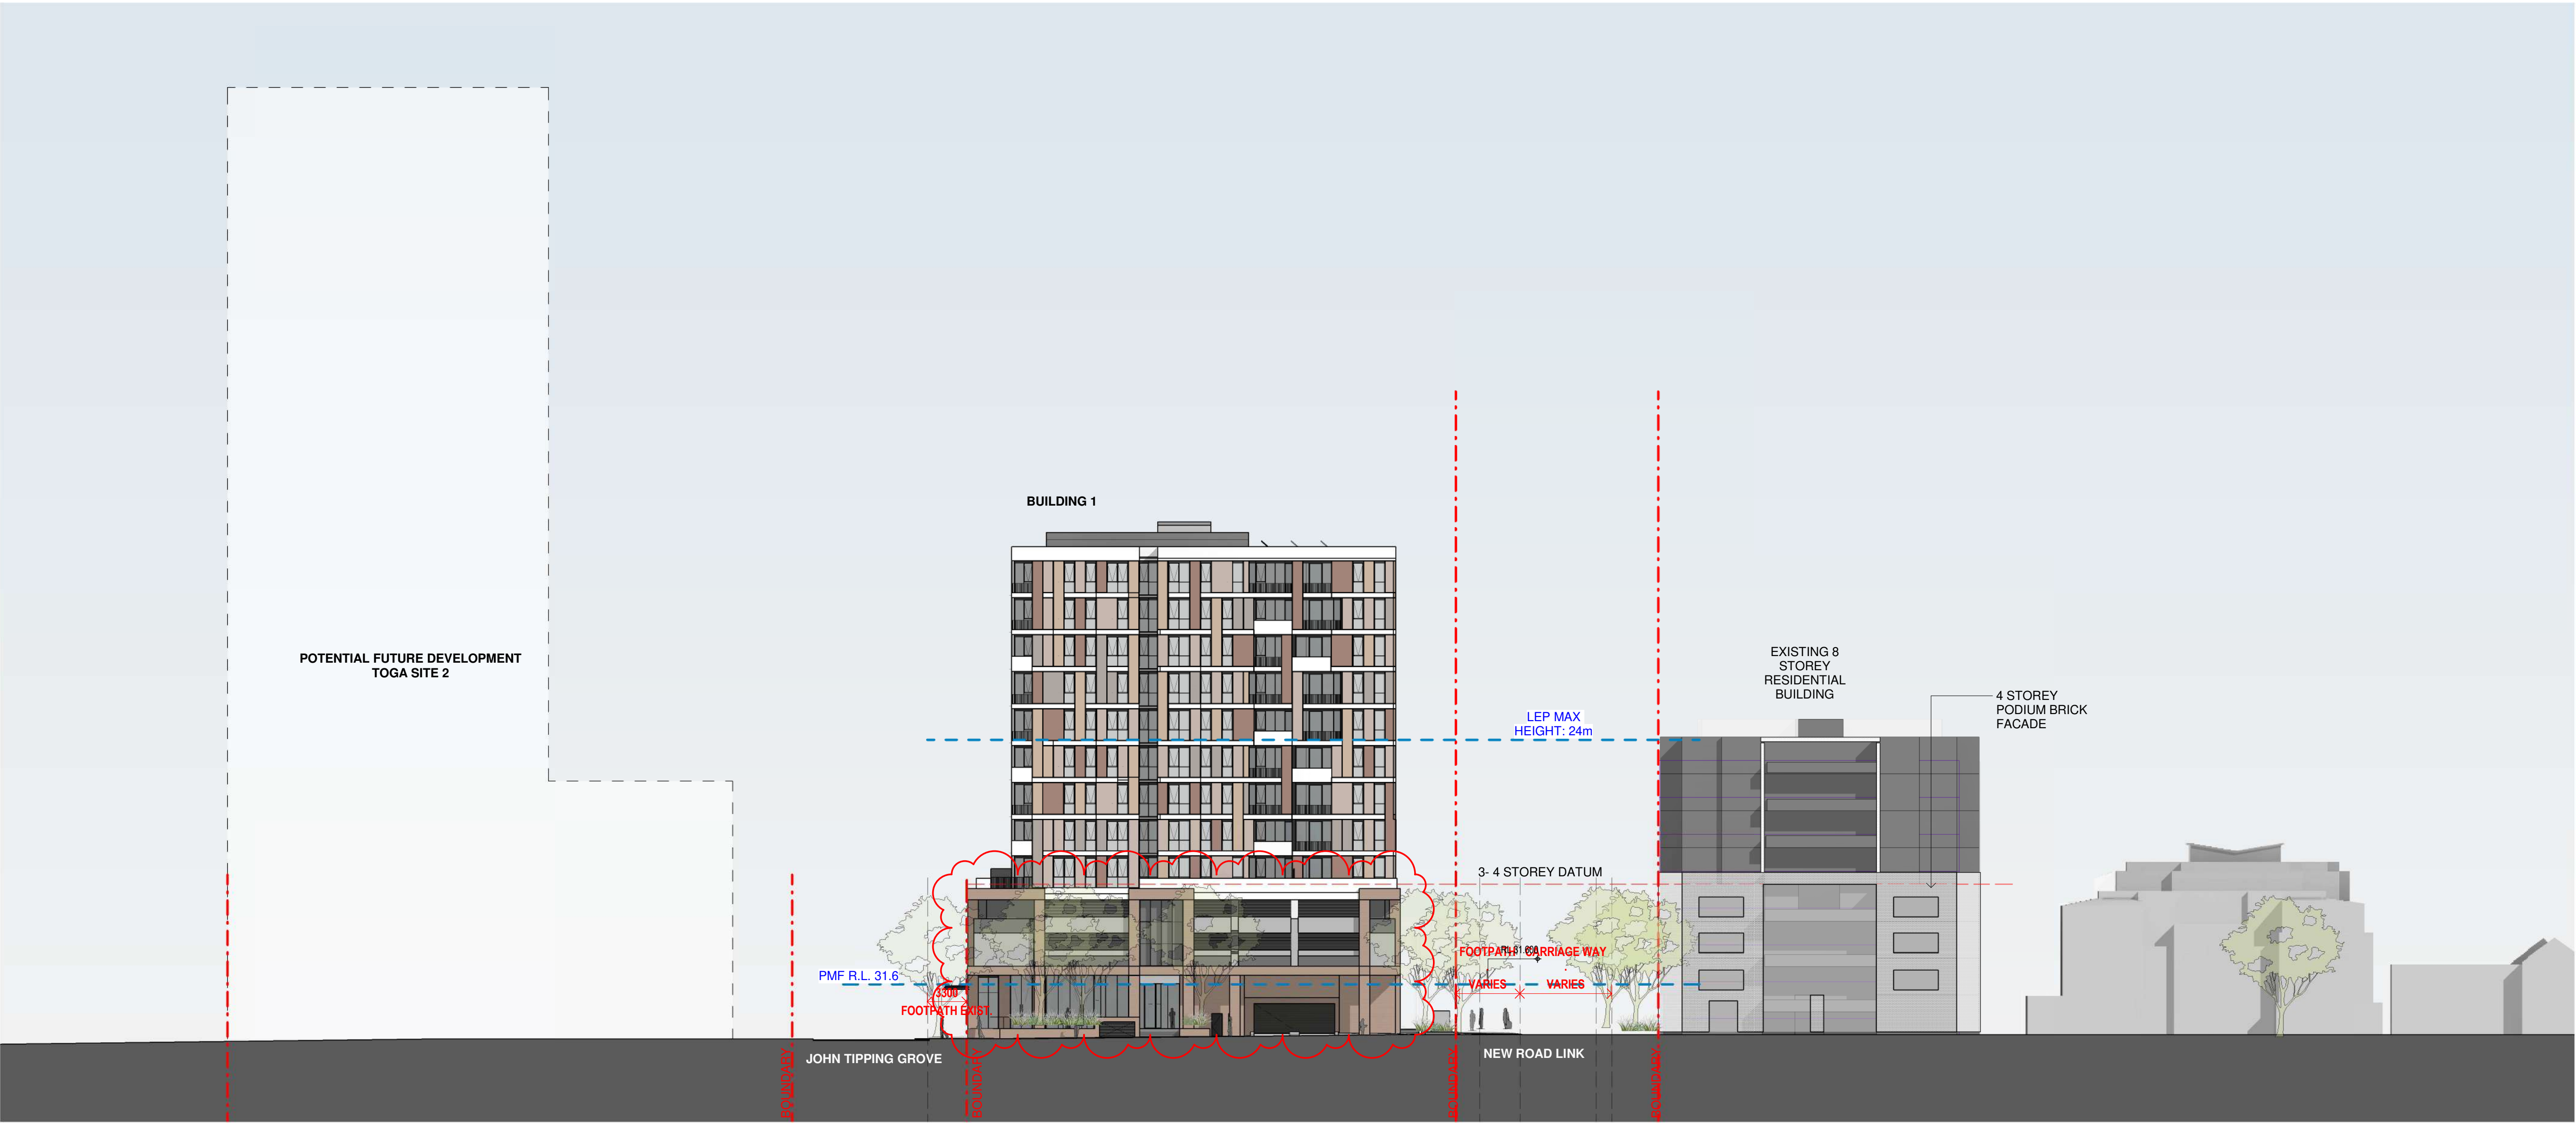 BUILDING 1
POTENTIAL FUTURE DEVELOPMENT
TOGA SITE 2
EXISTING 8
STOREY
RESIDENTIAL
BUILDING
4 STOREY
PODIUM BRICK
FACADE
LEP MAX
HEIGHT: 24m
3- 4 STOREY DATUM
FOOTPATH
CARRIAGE WAY
PMF R.L. 31.6
VARIES
VARIES
3300
FOOTPATH EXIST.
JOHN TIPPING GROVE
NEW ROAD LINK
BOUNDARY
BOUNDARY
BOUNDARY
BOUNDARY